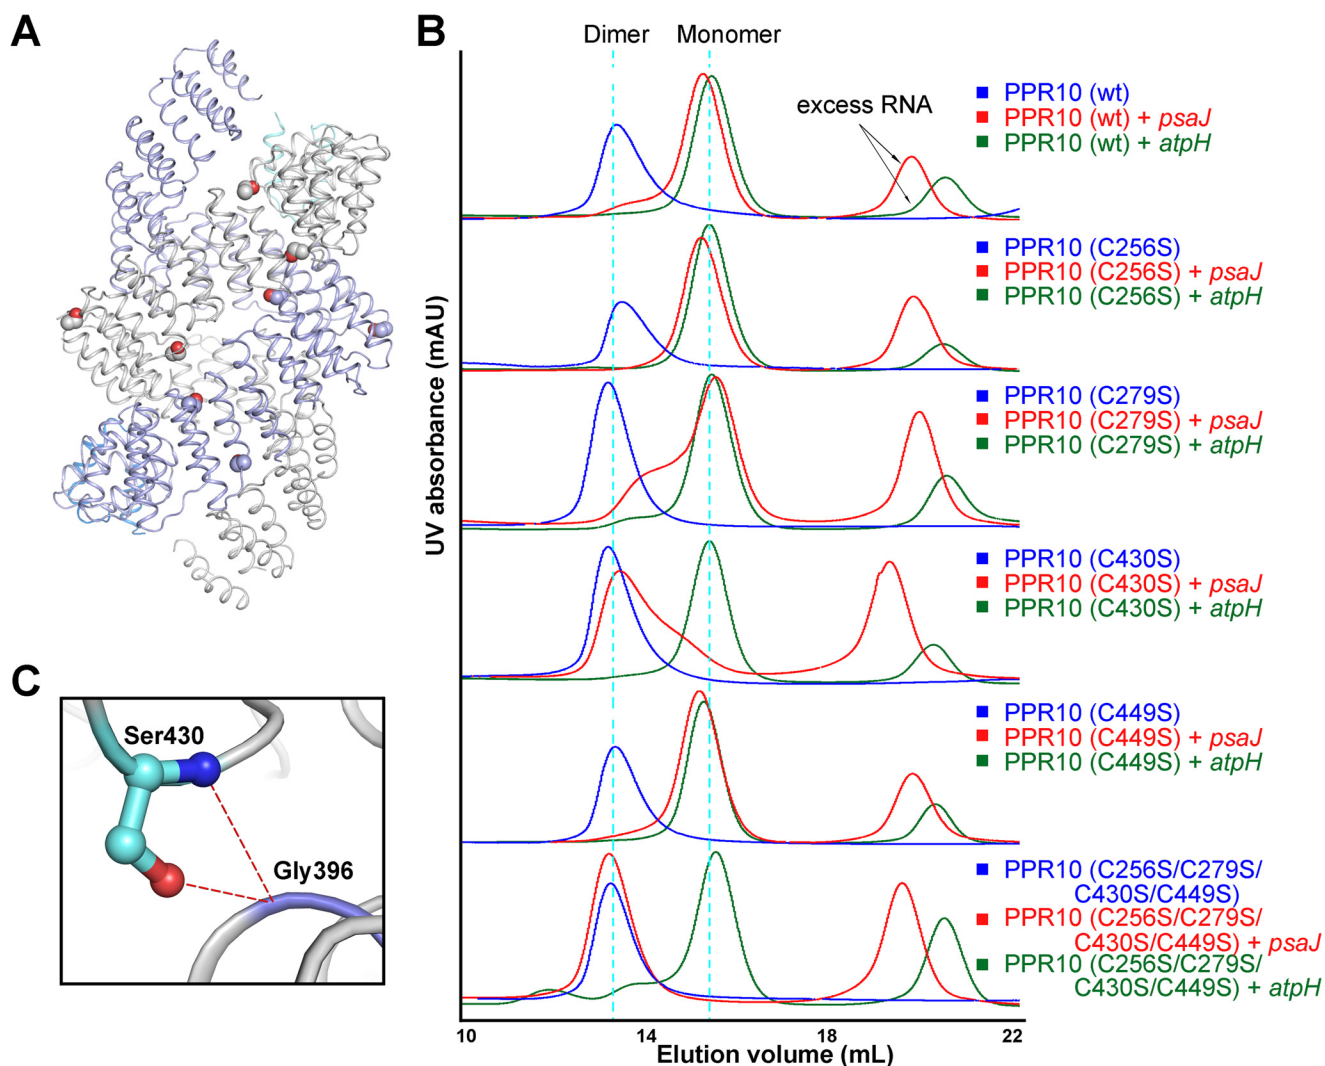 A
B
Dimer Monomer
excess RNA
PPR10 (wt)
PPR10 (wt) + psaJ
PPR10 (wt) + atpH
PPR10 (C256S)
PPR10 (C256S) + psaJ
PPR10 (C256S) + atpH
PPR10 (C279S)
PPR10 (C279S) + psaJ
PPR10 (C279S) + atpH
PPR10 (C430S)
PPR10 (C430S) + psaJ
PPR10 (C430S) + atpH
PPR10 (C449S)
PPR10 (C449S) + psaJ
PPR10 (C449S) + atpH
PPR10 (C256S/C279S/
C430S/C449S)
PPR10 (C256S/C279S/
C430S/C449S) + psaJ
PPR10 (C256S/C279S/
C430S/C449S) + atpH
UV absorbance (mAU)
10 14 18 22
Elution volume (mL)
C
Ser430
Gly396